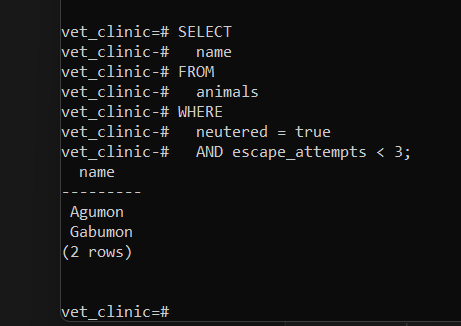 vet_clinic=# SELECT
vet_clinic-#   name
vet_clinic-# FROM
vet_clinic-#   animals
vet_clinic-# WHERE
vet_clinic-#   neutered = true
vet_clinic-#   AND escape_attempts < 3;
  name
---------
 Agumon
 Gabumon
(2 rows)
vet_clinic=#